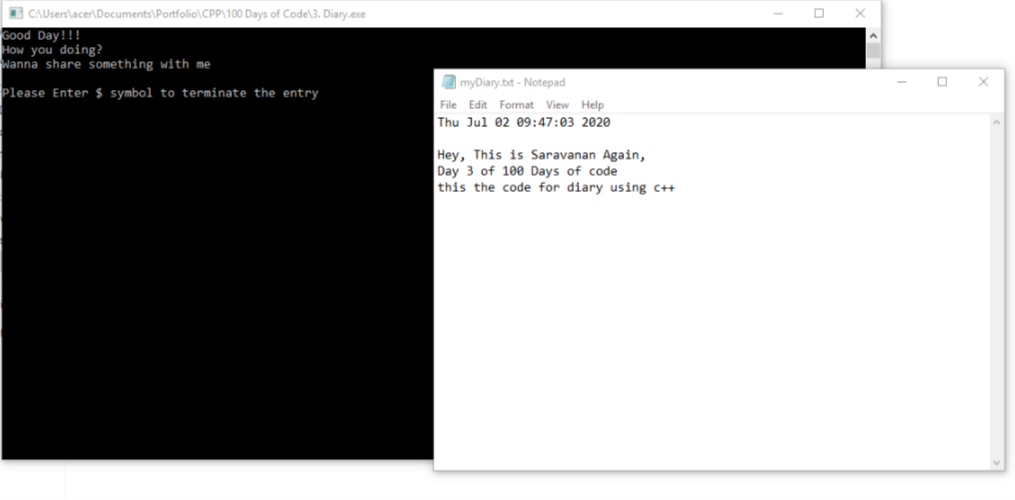 C:\Users\acer\Documents\Portfolio\CPP\100 Days of Code\3. Diary.exe
Good Day!!!
How you doing?
Wanna share something with me
Please Enter $ symbol to terminate the entry
myDiary.txt - Notepad
File Edit Format View Help
Thu Jul 02 09:47:03 2020
Hey, This is Saravanan Again,
Day 3 of 100 Days of code
this the code for diary using c++